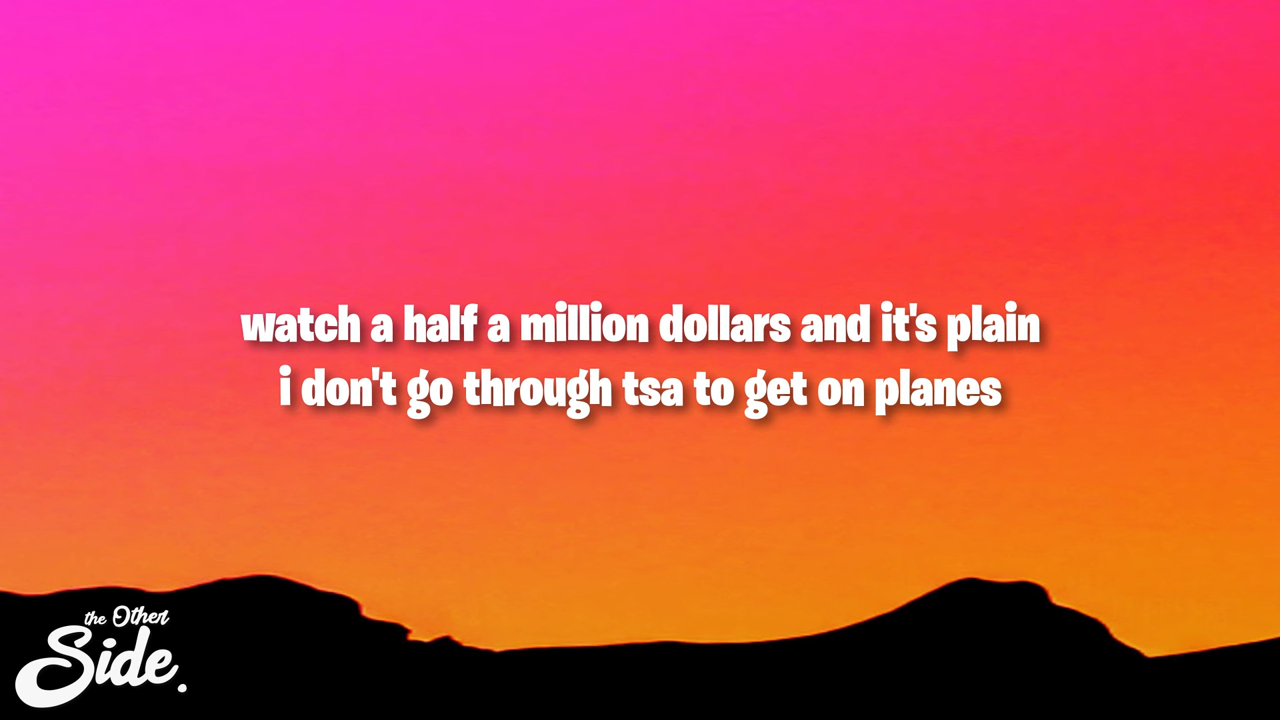 watch a half a million dollars and it's plain
i don't go through tsa to get on planes
the Other
Side.